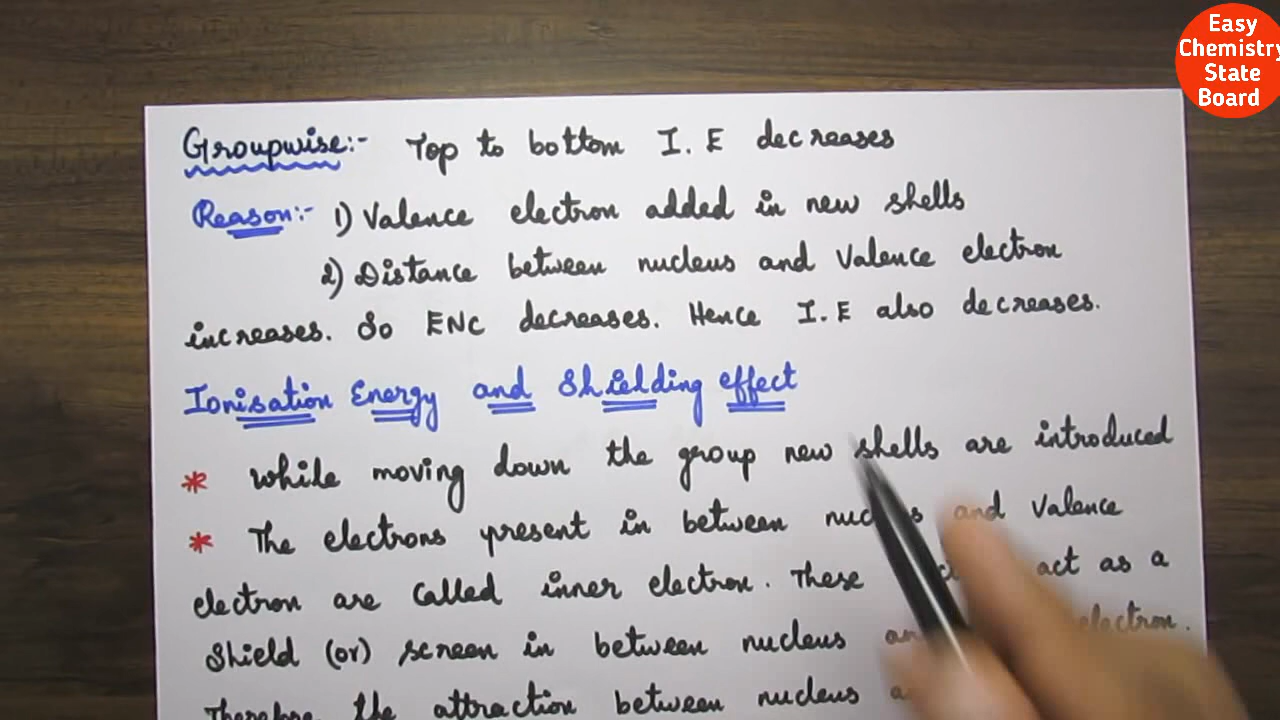 Easy
Chemistry
State
Board
Groupwise:- Top to bottom I.E decreases
Reason:- 1) Valence electron added in new shells
2) Distance between nucleus and valence electron
increases. So ENC decreases. Hence I.E also decreases.
Ionisation Energy and Shielding effect
* While moving down the group new shells are introduced
* The electrons present in between nucleus and valence
electron are called inner electron. These act as a
Shield (or) screen in between nucleus electron.
Therefore the attraction between nucleus